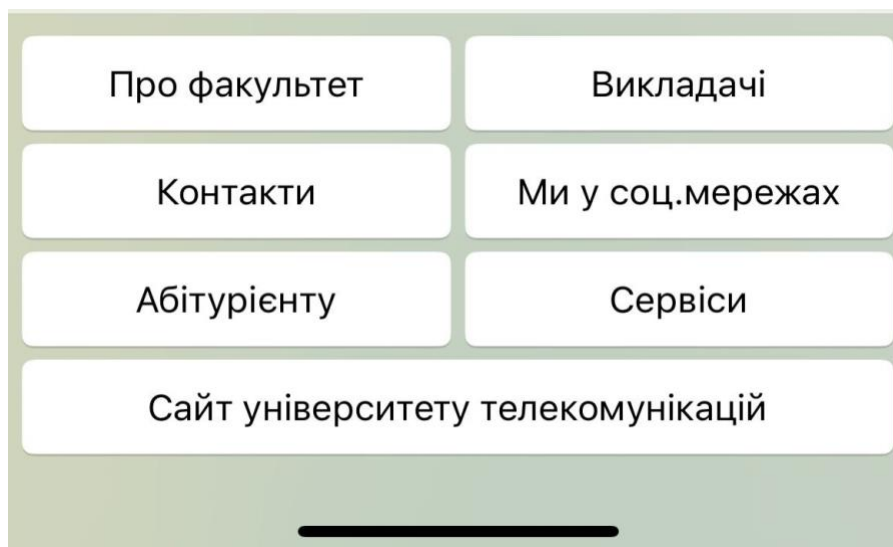 Про факультет
Викладачі
Контакти
Ми у соц.мережах
Абітурієнту
Сервіси
Сайт університету телекомунікацій